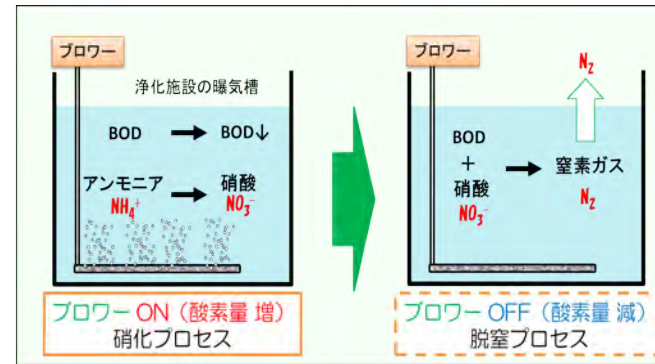 ブロワー
浄化施設の曝気槽
BOD
BOD↓
アンモニア
NH₄⁺
硝酸
NO₃⁻
ブロワー ON（酸素量 増）
硝化プロセス
ブロワー
N₂
BOD
+
硝酸
NO₃⁻
窒素ガス
N₂
ブロワー OFF（酸素量 減）
脱窒プロセス